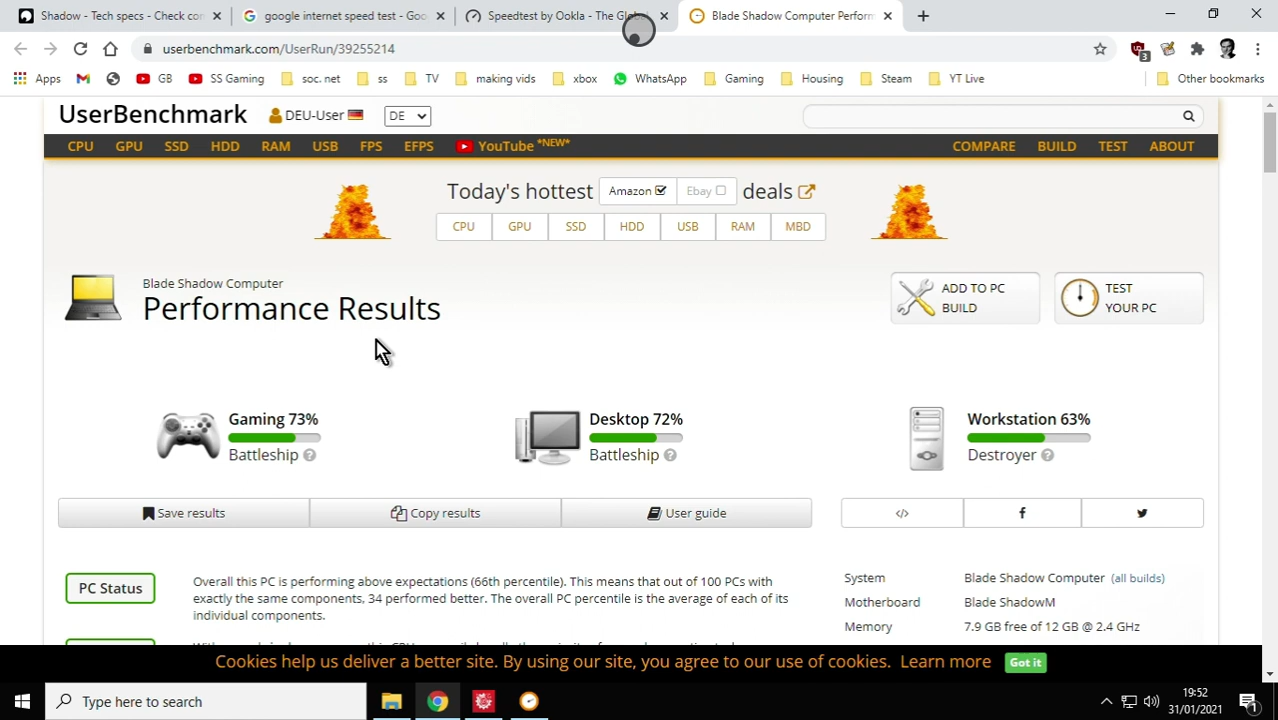 Shadow - Tech specs - Check con
google internet speed test - Goo
Speedtest by Ookla - The Global
Blade Shadow Computer Perform
userbenchmark.com/UserRun/39255214
3
Apps
GB
SS Gaming
soc. net
ss
TV
making vids
xbox
WhatsApp
Gaming
Housing
Steam
YT Live
Other bookmarks
UserBenchmark
DEU-User
DE
CPU
GPU
SSD
HDD
RAM
USB
FPS
EFPS
YouTube *NEW*
COMPARE
BUILD
TEST
ABOUT
Today's hottest Amazon Ebay deals
CPU
GPU
SSD
HDD
USB
RAM
MBD
Blade Shadow Computer
Performance Results
ADD TO PC
BUILD
TEST
YOUR PC
Gaming 73%
Battleship
Desktop 72%
Battleship
Workstation 63%
Destroyer
Save results
Copy results
User guide
PC Status
Overall this PC is performing above expectations (66th percentile). This means that out of 100 PCs with
exactly the same components, 34 performed better. The overall PC percentile is the average of each of its
individual components.
System Blade Shadow Computer (all builds)
Motherboard Blade ShadowM
Memory 7.9 GB free of 12 GB @ 2.4 GHz
Cookies help us deliver a better site. By using our site, you agree to our use of cookies. Learn more Got it
Type here to search
19:52
31/01/2021
1